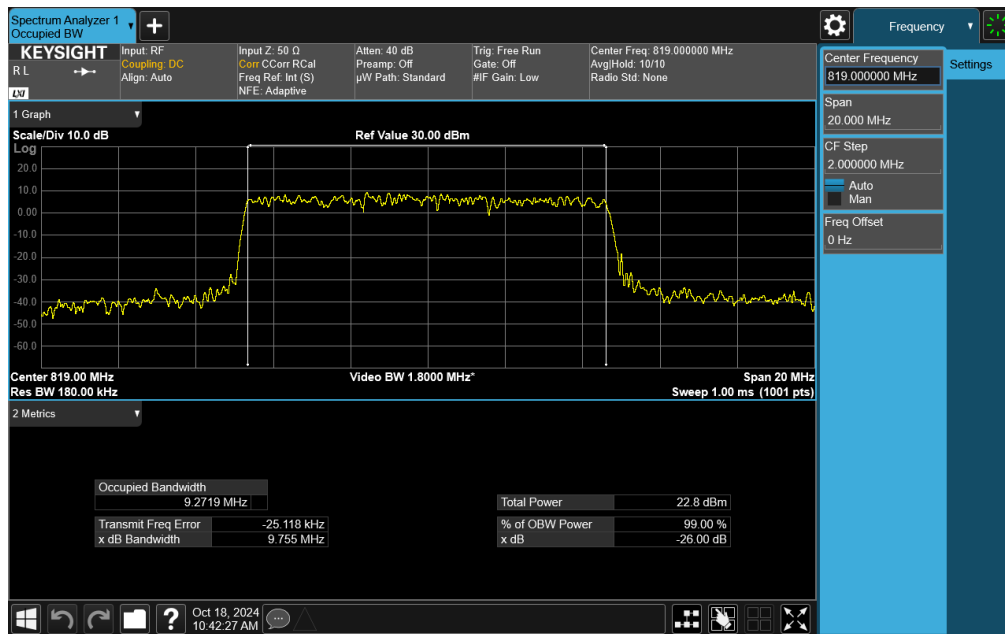 Spectrum Analyzer 1
Occupied BW
Frequency
KEYSIGHT
R L
LXI
Input: RF
Coupling: DC
Align: Auto
Input Z: 50 Ω
Corr CCorr RCal
Freq Ref: Int (S)
NFE: Adaptive
Atten: 40 dB
Preamp: Off
µW Path: Standard
Trig: Free Run
Gate: Off
#IF Gain: Low
Center Freq: 819.000000 MHz
Avg|Hold: 10/10
Radio Std: None
Center Frequency
819.000000 MHz
Settings
Span
20.000 MHz
CF Step
2.000000 MHz
Auto
Man
Freq Offset
0 Hz
1 Graph
Scale/Div 10.0 dB
Ref Value 30.00 dBm
Log
20.0
10.0
0.00
-10.0
-20.0
-30.0
-40.0
-50.0
-60.0
Center 819.00 MHz
Video BW 1.8000 MHz*
Span 20 MHz
Res BW 180.00 kHz
Sweep 1.00 ms (1001 pts)
2 Metrics
Occupied Bandwidth
9.2719 MHz
Total Power 22.8 dBm
Transmit Freq Error -25.118 kHz
% of OBW Power 99.00 %
x dB Bandwidth 9.755 MHz
x dB -26.00 dB
?
Oct 18, 2024
10:42:27 AM